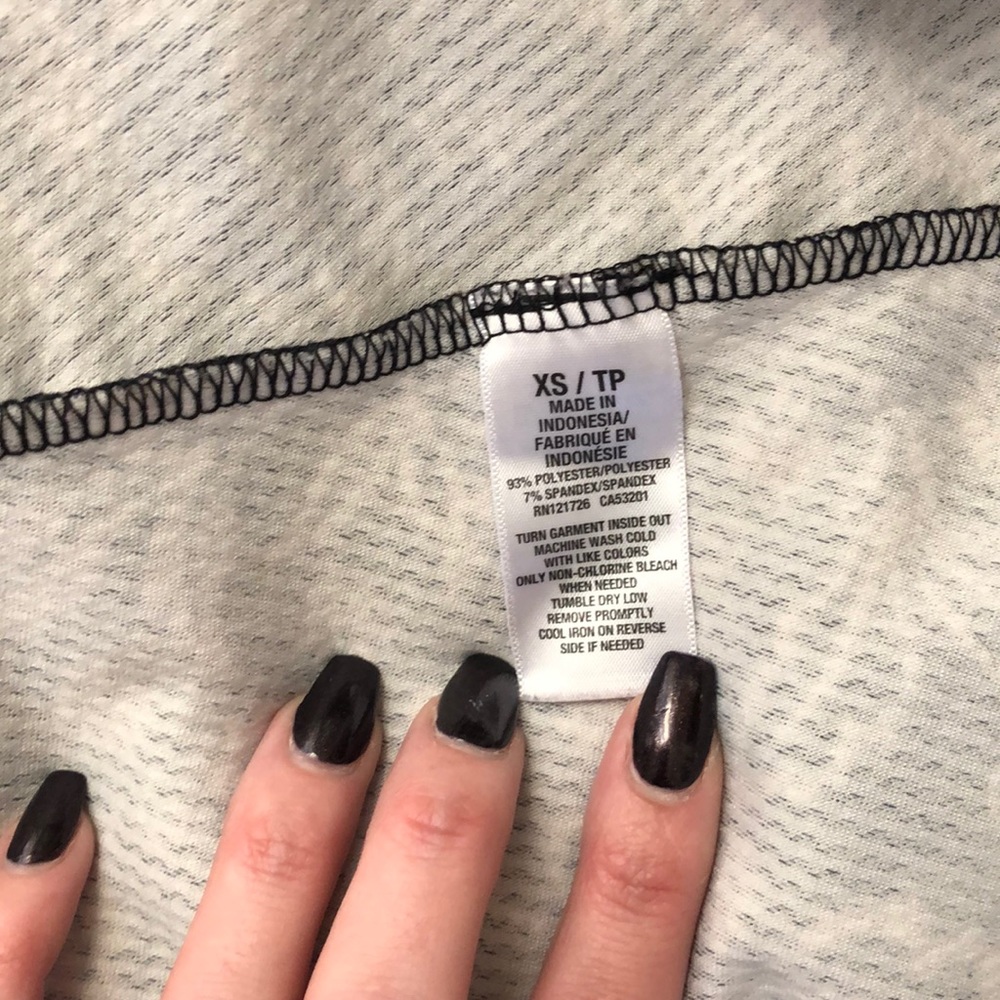 XS / TP
MADE IN
INDONESIA/
FABRIQUÉ EN
INDONÉSIE
93% POLYESTER/POLYESTER
7% SPANDEX/SPANDEX
RN121726 CA53201
TURN GARMENT INSIDE OUT
MACHINE WASH COLD
WITH LIKE COLORS
ONLY NON-CHLORINE BLEACH
WHEN NEEDED
TUMBLE DRY LOW
REMOVE PROMPTLY
COOL IRON ON REVERSE
SIDE IF NEEDED